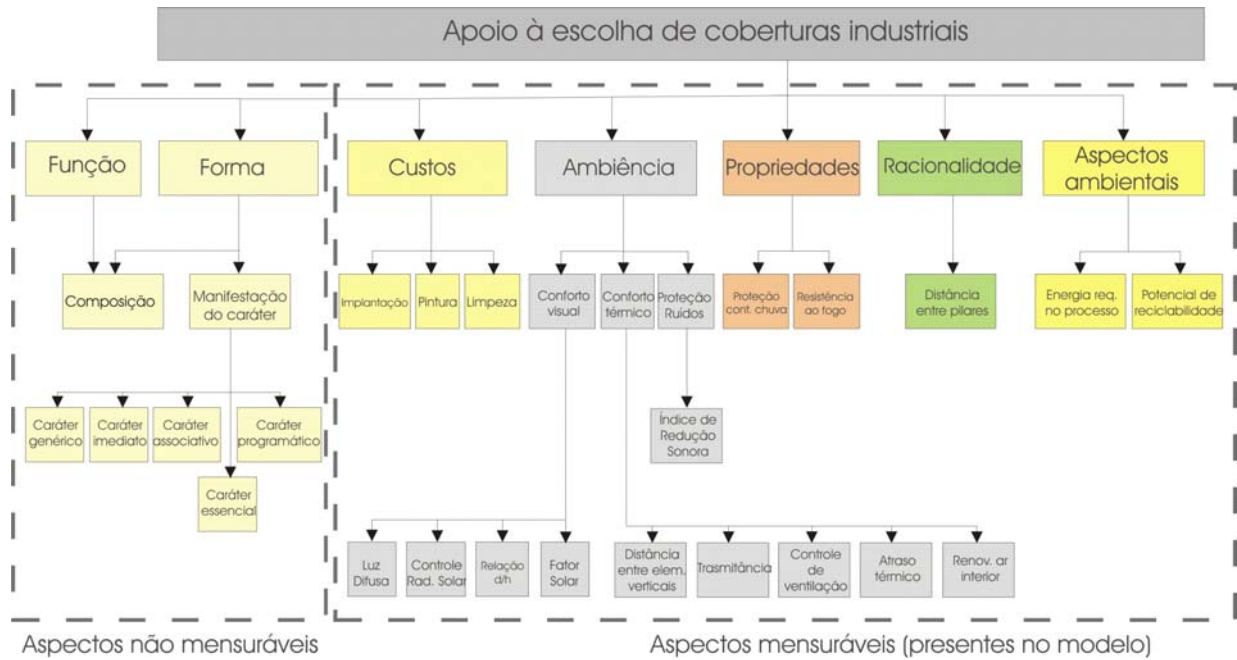 Apoio à escolha de coberturas industriais
Função
Forma
Custos
Ambiência
Propriedades
Racionalidade
Aspectos
ambientais
Composição
Manifestação
do caráter
Implantação
Pintura
Limpeza
Conforto
visual
Conforto
térmico
Proteção
Ruídos
Proteção
cont. chuva
Resistência
ao fogo
Distância
entre pilares
Energia req.
no processo
Potencial de
reciclabilidade
Caráter
genérico
Caráter
imediato
Caráter
associativo
Caráter
programático
Caráter
essencial
Índice de
Redução
Sonora
Luz
Difusa
Controle
Rad. Solar
Relação
d/h
Fator
Solar
Distância
entre elem.
verticais
Trasmitância
Controle
de
ventilação
Atraso
térmico
Renov. ar
interior
Aspectos não mensuráveis
Aspectos mensuráveis (presentes no modelo)